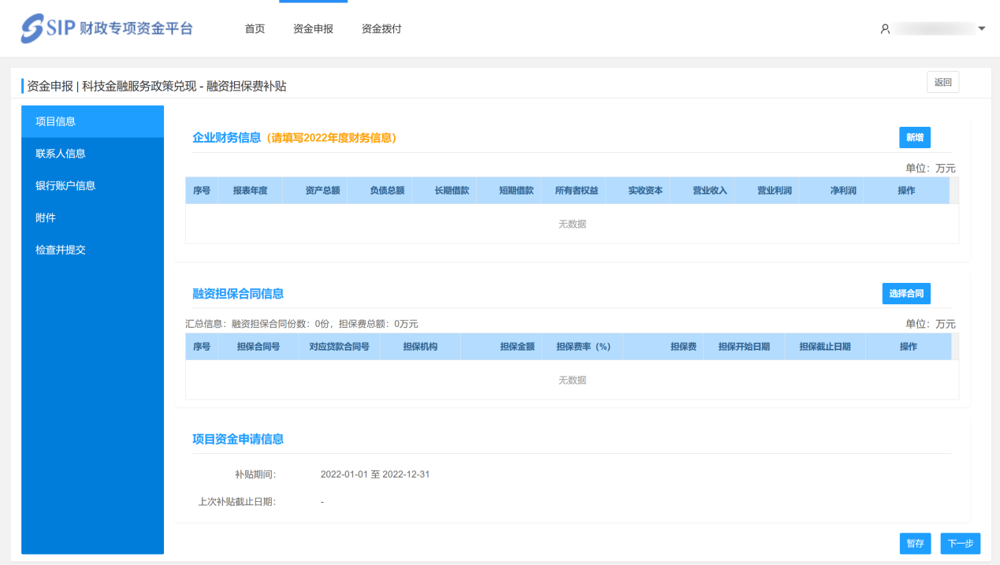 SIP 财政专项资金平台 首页 资金申报 资金拨付
资金申报 | 科技金融服务政策兑现 - 融资担保费补贴 返回
项目信息
联系人信息
银行账户信息
附件
检查并提交
企业财务信息（请填写2022年度财务信息） 新增
单位：万元
序号 报表年度 资产总额 负债总额 长期借款 短期借款 所有者权益 实收资本 营业收入 营业利润 净利润 操作
无数据
融资担保合同信息 选择合同
汇总信息：融资担保合同份数：0份，担保费总额：0万元 单位：万元
序号 担保合同号 对应贷款合同号 担保机构 担保金额 担保费率（%） 担保费 担保开始日期 担保截止日期 操作
无数据
项目资金申请信息
补贴期间： 2022-01-01 至 2022-12-31
上次补贴截止日期： -
暂存 下一步